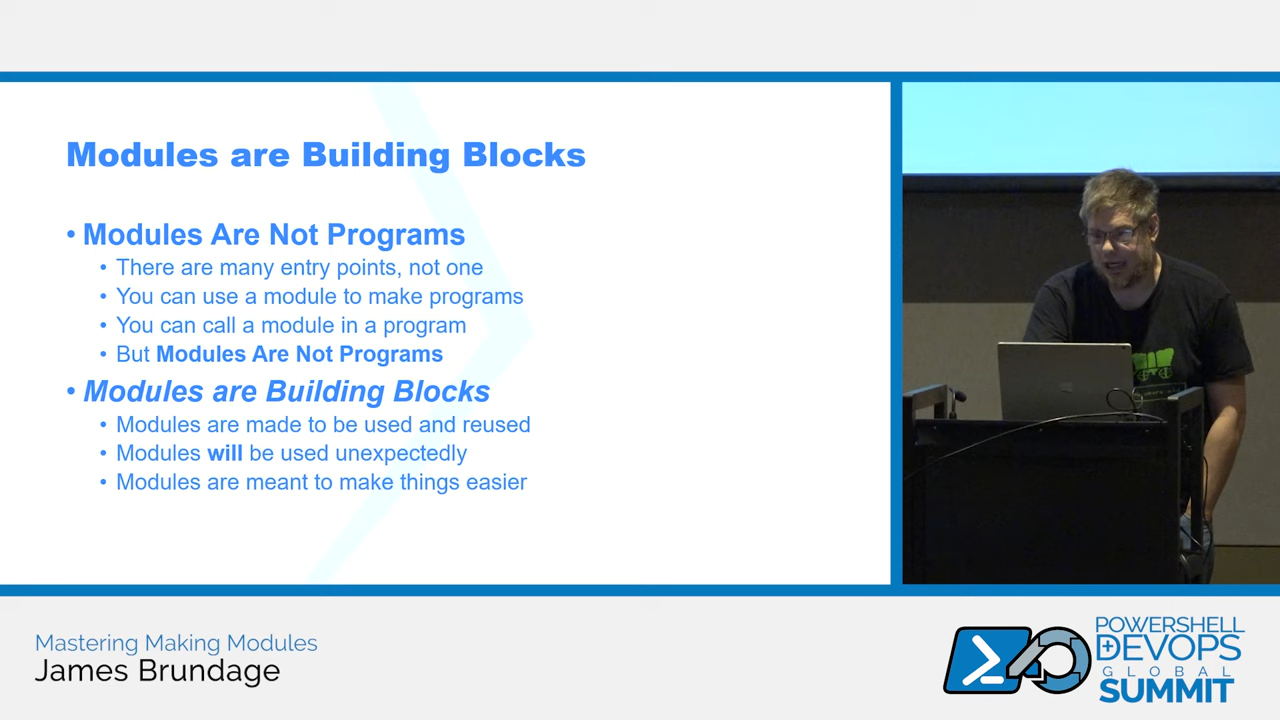 Modules are Building Blocks
• Modules Are Not Programs
• There are many entry points, not one
• You can use a module to make programs
• You can call a module in a program
• But Modules Are Not Programs
• Modules are Building Blocks
• Modules are made to be used and reused
• Modules will be used unexpectedly
• Modules are meant to make things easier
Mastering Making Modules
James Brundage
POWERSHELL
DEVOPS
GLOBAL
SUMMIT